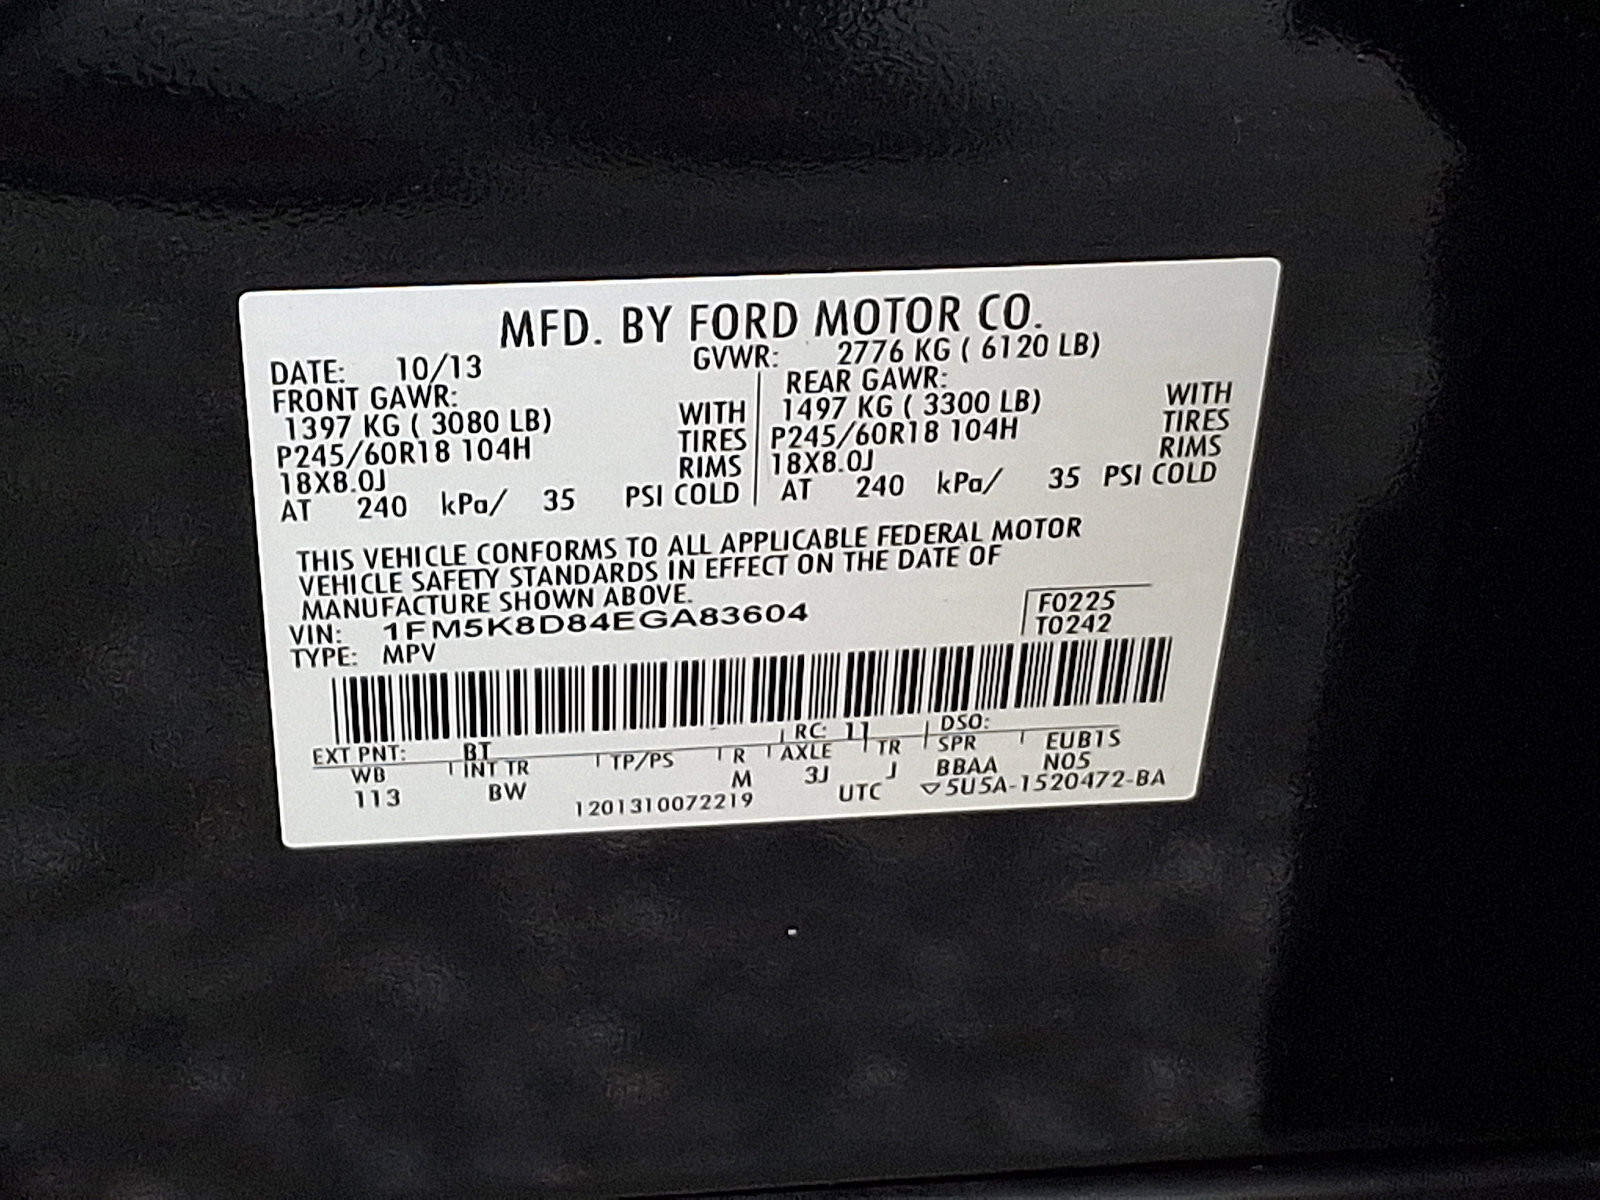 MFD. BY FORD MOTOR CO.
DATE: 10/13 GVWR: 2776 KG ( 6120 LB)
FRONT GAWR: REAR GAWR:
1397 KG ( 3080 LB) WITH 1497 KG ( 3300 LB) WITH
P245/60R18 104H TIRES P245/60R18 104H TIRES
18X8.0J RIMS 18X8.0J RIMS
AT 240 kPa/ 35 PSI COLD AT 240 kPa/ 35 PSI COLD
THIS VEHICLE CONFORMS TO ALL APPLICABLE FEDERAL MOTOR
VEHICLE SAFETY STANDARDS IN EFFECT ON THE DATE OF
MANUFACTURE SHOWN ABOVE.
VIN: 1FM5K8D84EGA83604 F0225
TYPE: MPV T0242
EXT PNT: BT RC: 11 DSO:
WB INT TR TP/PS R AXLE TR SPR EUB1S
113 BW M 3J J BBAA N05
1201310072219 UTC ▽5U5A-1520472-BA